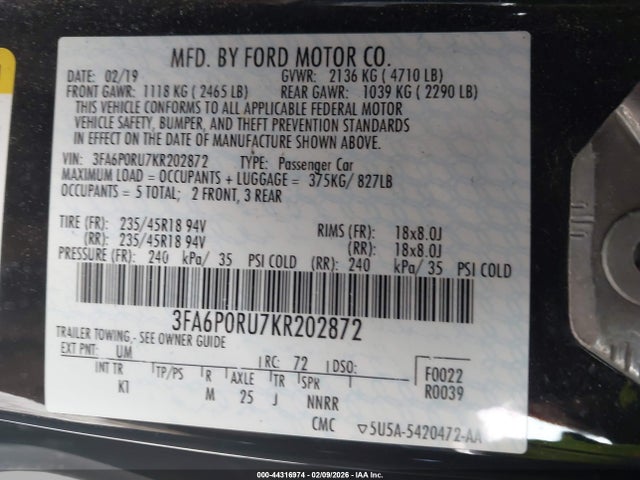 MFD. BY FORD MOTOR CO.
DATE: 02/19 GVWR: 2136 KG ( 4710 LB)
FRONT GAWR: 1118 KG ( 2465 LB) REAR GAWR: 1039 KG ( 2290 LB)
THIS VEHICLE CONFORMS TO ALL APPLICABLE FEDERAL MOTOR
VEHICLE SAFETY, BUMPER, AND THEFT PREVENTION STANDARDS
IN EFFECT ON THE DATE OF MANUFACTURE SHOWN ABOVE.
VIN: 3FA6P0RU7KR202872 TYPE: Passenger Car
MAXIMUM LOAD = OCCUPANTS + LUGGAGE = 375KG/ 827LB
OCCUPANTS = 5 TOTAL; 2 FRONT, 3 REAR
TIRE (FR): 235/45R18 94V RIMS (FR): 18x8.0J
(RR): 235/45R18 94V (RR): 18x8.0J
PRESSURE (FR): 240 kPa/ 35 PSI COLD (RR): 240 kPa/ 35 PSI COLD
3FA6P0RU7KR202872
TRAILER TOWING - SEE OWNER GUIDE
EXT PNT: UM RC: 72 DSO: F0022
INT TR TP/PS R AXLE TR SPR R0039
K1 M 25 J NNRR
CMC ▽5U5A-5420472-AA
000-44316974 - 02/09/2026 - IAA Inc.